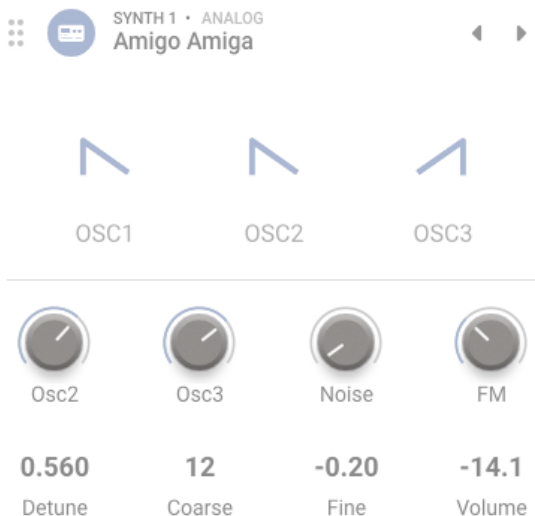 SYNTH 1 • ANALOG
Amigo Amiga
OSC1 OSC2 OSC3
Osc2 Osc3 Noise FM
0.560 12 -0.20 -14.1
Detune Coarse Fine Volume